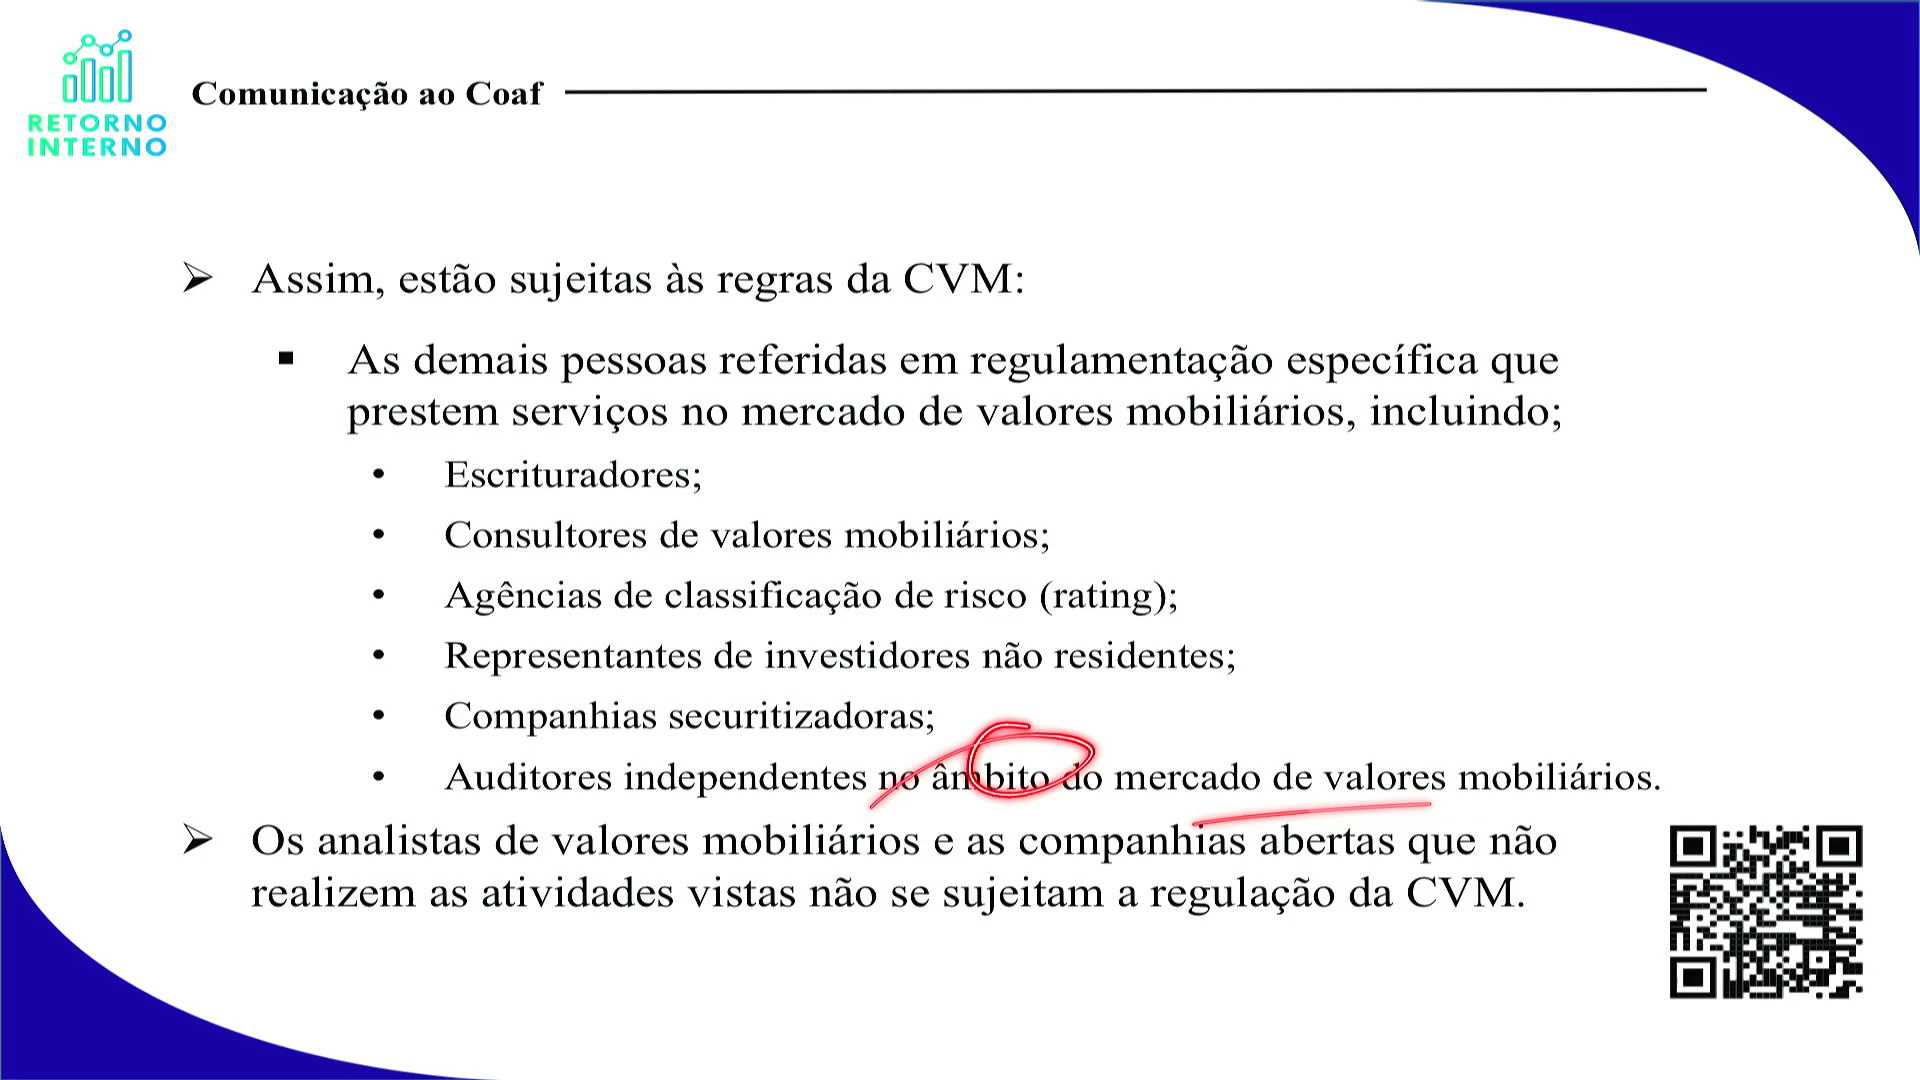 RETORNO
INTERNO
Comunicação ao Coaf
Assim, estão sujeitas às regras da CVM:
As demais pessoas referidas em regulamentação específica que
prestem serviços no mercado de valores mobiliários, incluindo;
Escrituradores;
Consultores de valores mobiliários;
Agências de classificação de risco (rating);
Representantes de investidores não residentes;
Companhias securitizadoras;
Auditores independentes no âmbito do mercado de valores mobiliários.
Os analistas de valores mobiliários e as companhias abertas que não
realizem as atividades vistas não se sujeitam a regulação da CVM.